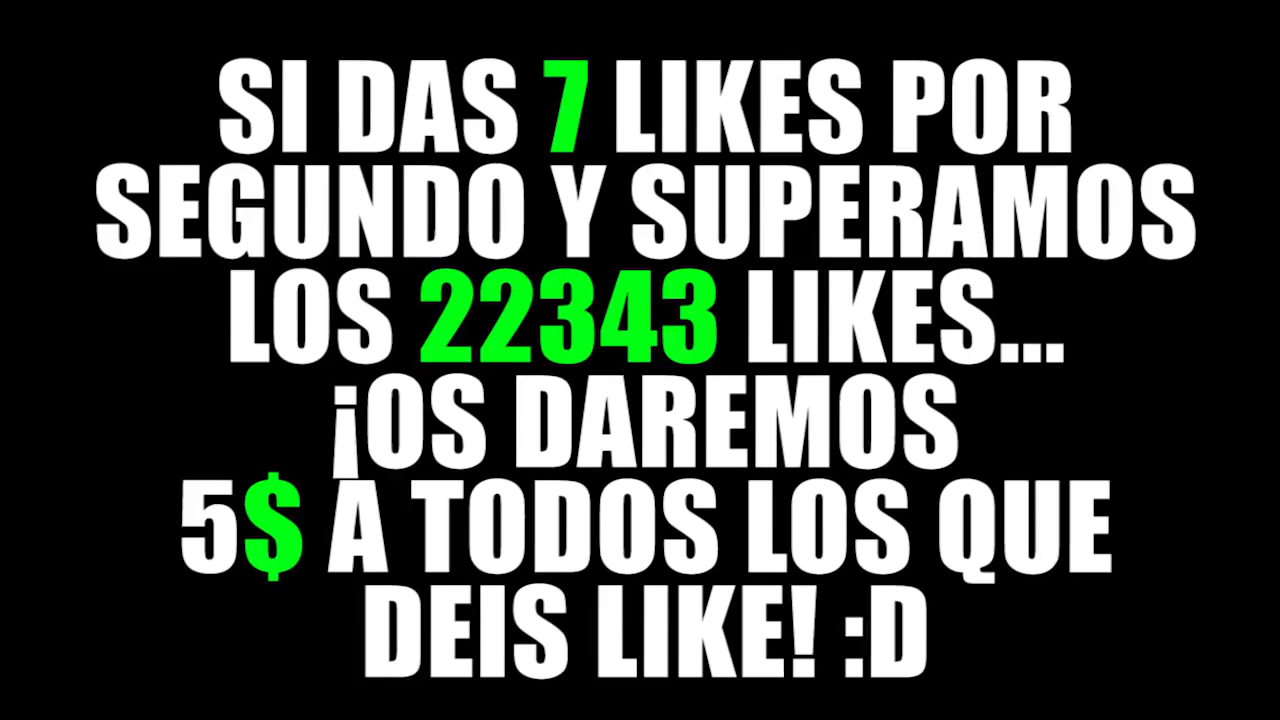 SI DAS 7 LIKES POR
SEGUNDO Y SUPERAMOS
LOS 22343 LIKES...
¡OS DAREMOS
5$ A TODOS LOS QUE
DEIS LIKE! :D